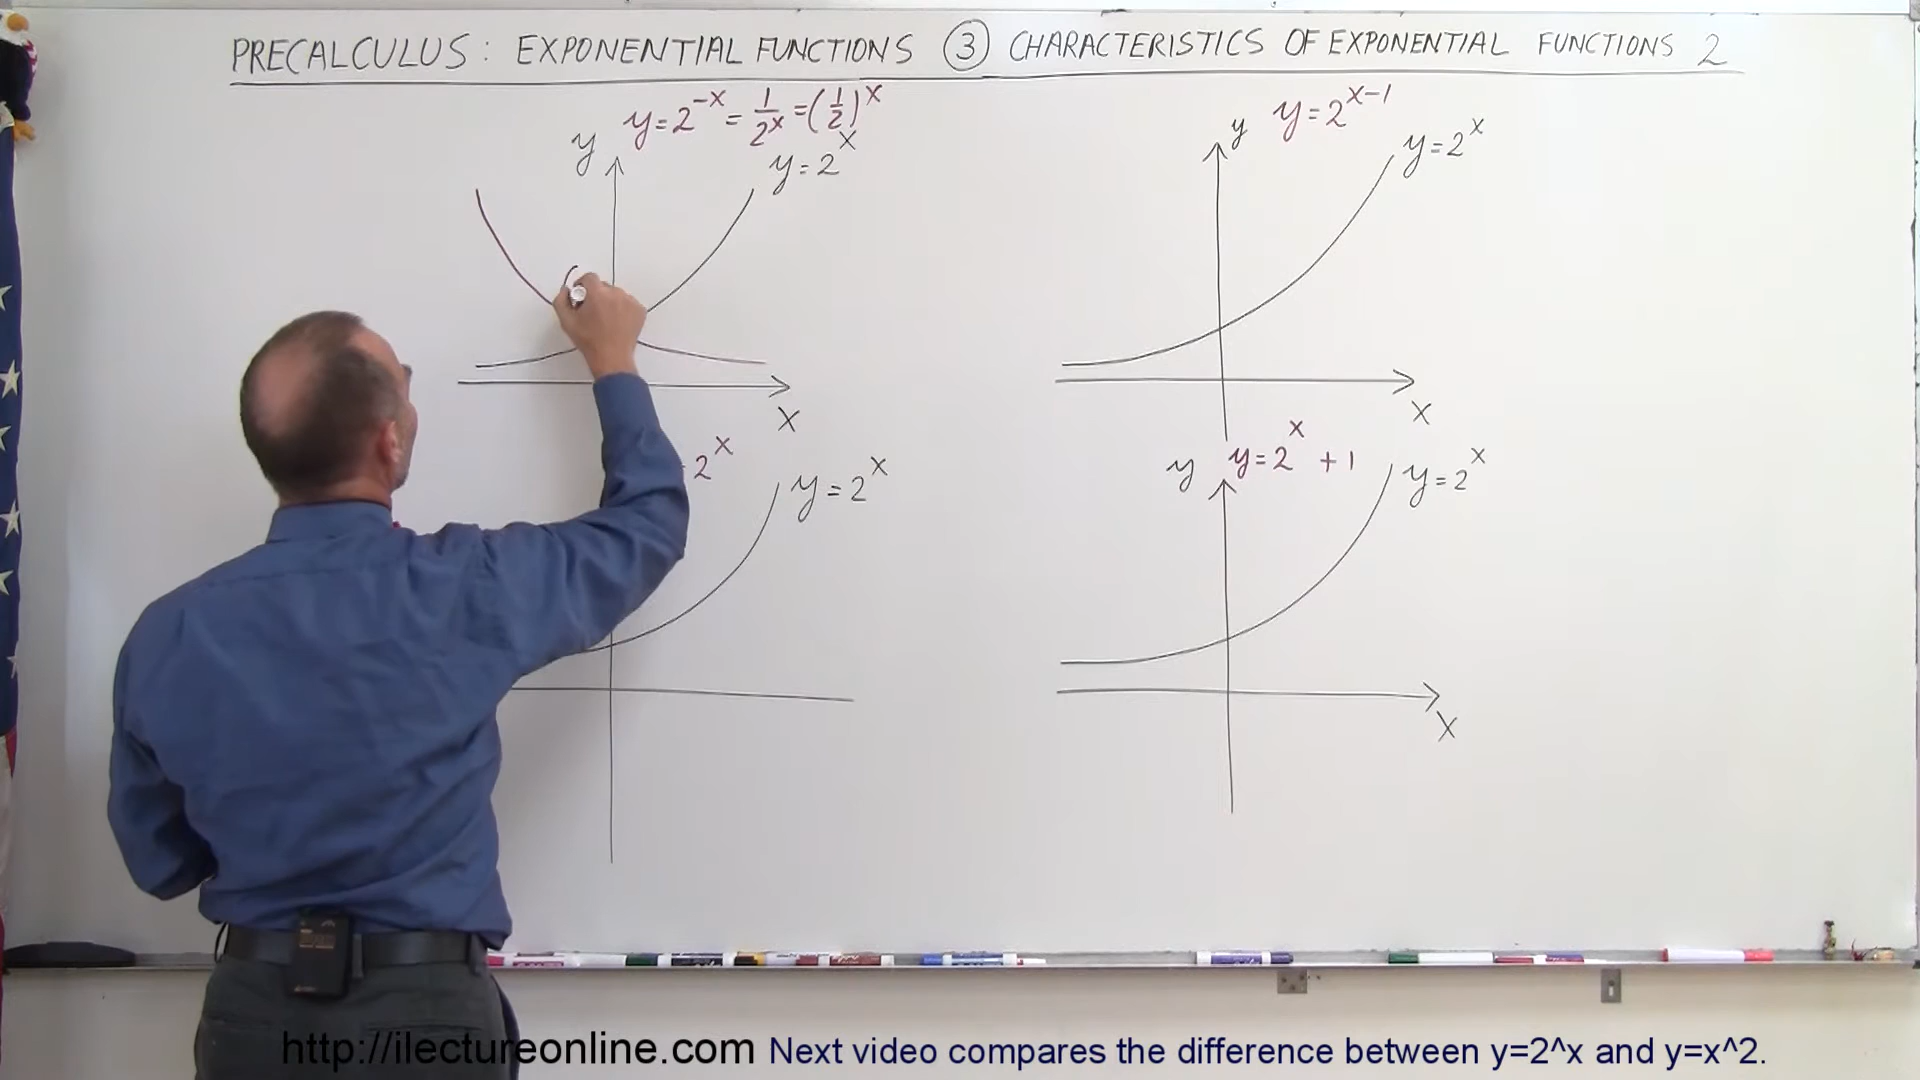 PRECALCULUS: EXPONENTIAL FUNCTIONS ③ CHARACTERISTICS OF EXPONENTIAL FUNCTIONS 2
y=2^-x = 1/2^x = (1/2)^x
y
y=2^x
x
y=2^x-1
y
y=2^x
x
2^x
y=2^x
y
y=2^x +1
y=2^x
x
http://ilectureonline.com Next video compares the difference between y=2^x and y=x^2.